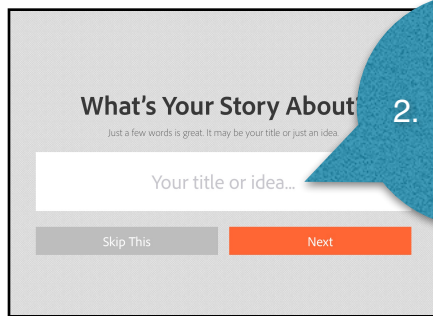 What's Your Story About
Just a few words is great. It may be your title or just an idea.
Your title or idea...
Skip This
Next
2.